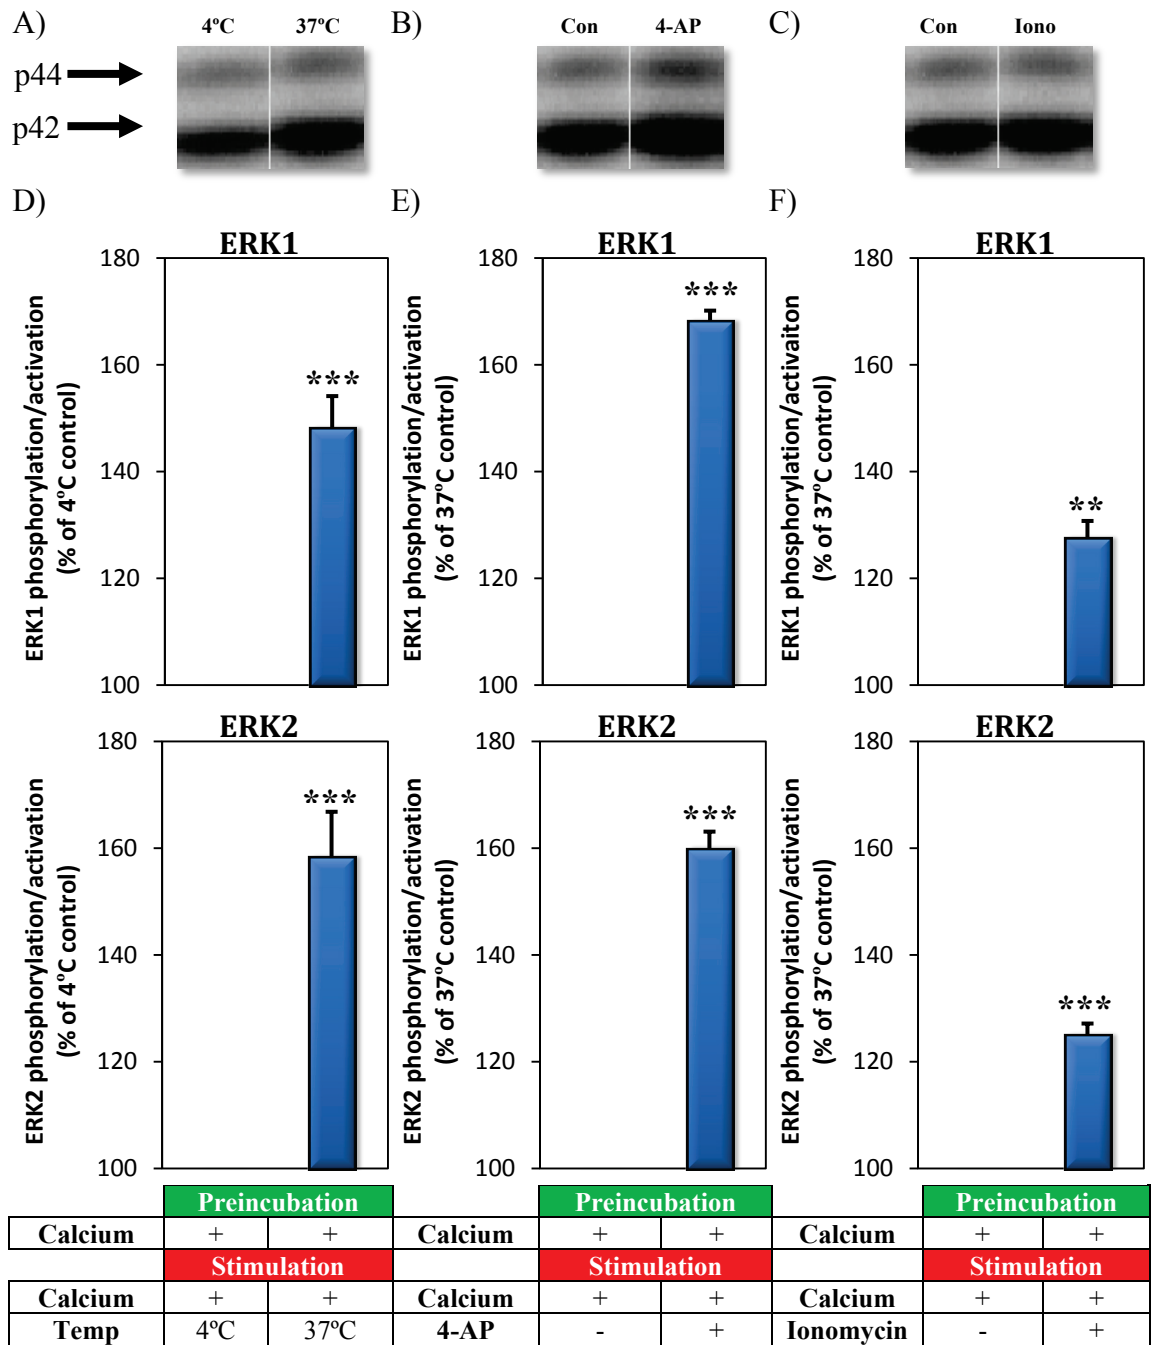 A) 4ºC 37ºC B) Con 4-AP C) Con Iono
p44
p42
D) E) F)
ERK1 ERK1 ERK1
ERK1 phosphorylation/activation
(% of 4ºC control)
180
160
140
120
100
***
ERK1 phosphorylation/activation
(% of 37ºC control)
180
160
140
120
100
***
ERK1 phosphorylation/activaiton
(% of 37ºC control)
180
160
140
120
100
**
ERK2 ERK2 ERK2
ERK2 phosphorylation/activation
(% of 4ºC control)
180
160
140
120
100
***
ERK2 phosphorylation/activation
(% of 37ºC control)
180
160
140
120
100
***
ERK2 phosphorylation/activation
(% of 37ºC control)
180
160
140
120
100
***
Preincubation Preincubation Preincubation
Calcium + + Calcium + + Calcium + +
Stimulation Stimulation Stimulation
Calcium + + Calcium + + Calcium + +
Temp 4ºC 37ºC 4-AP - + Ionomycin - +